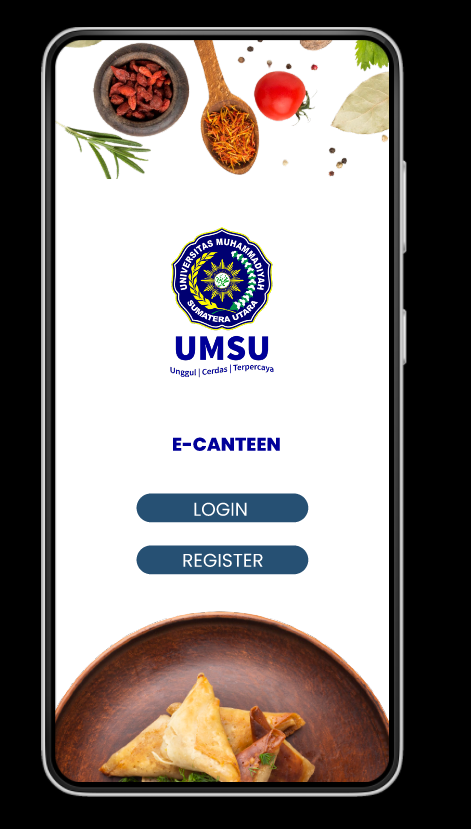 UNIVERSITAS MUHAMMADIYAH
SUMATERA UTARA
UMSU
Unggul | Cerdas | Terpercaya
E-CANTEEN
LOGIN
REGISTER